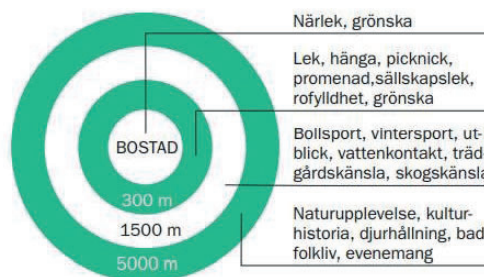 Närlek, grönska
Lek, hänga, picknick,
promenad,sällskapslek,
rofylldhet, grönska
Bollsport, vintersport, ut-
blick, vattenkontakt, träd-
gårdskänsla, skogskänsla
Naturupplevelse, kultur-
historia, djurhållning, bad
folkliv, evenemang
BOSTAD
300 m
1500 m
5000 m